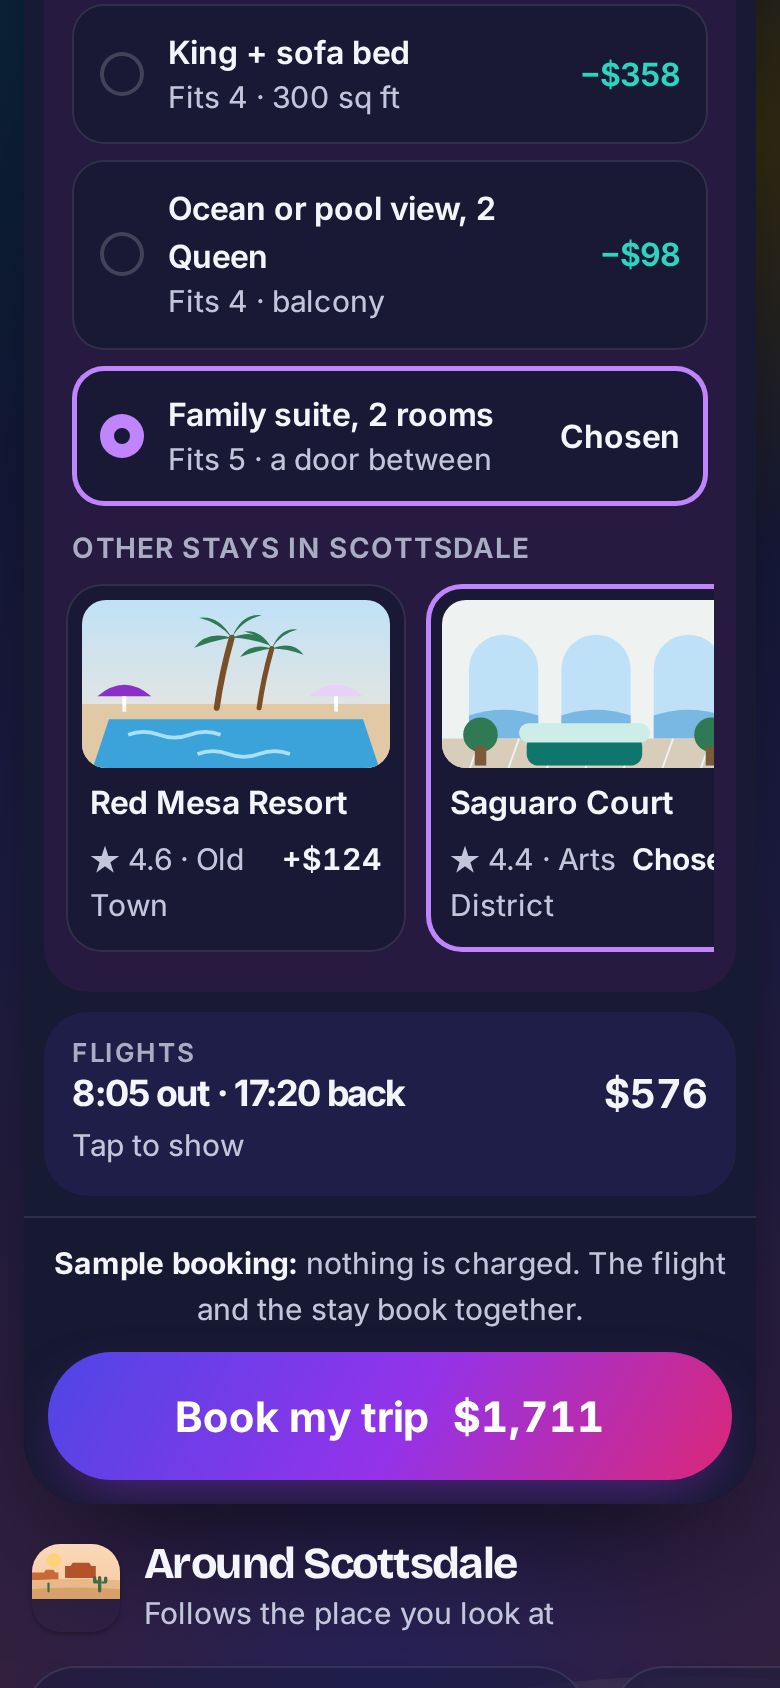 King + sofa bed
Fits 4 · 300 sq ft
−$358
Ocean or pool view, 2
Queen
Fits 4 · balcony
−$98
Family suite, 2 rooms
Fits 5 · a door between
Chosen
OTHER STAYS IN SCOTTSDALE
Red Mesa Resort
★ 4.6 · Old Town
+$124
Saguaro Court
★ 4.4 · Arts District
Chose
FLIGHTS
8:05 out · 17:20 back
$576
Tap to show
Sample booking: nothing is charged. The flight
and the stay book together.
Book my trip $1,711
Around Scottsdale
Follows the place you look at